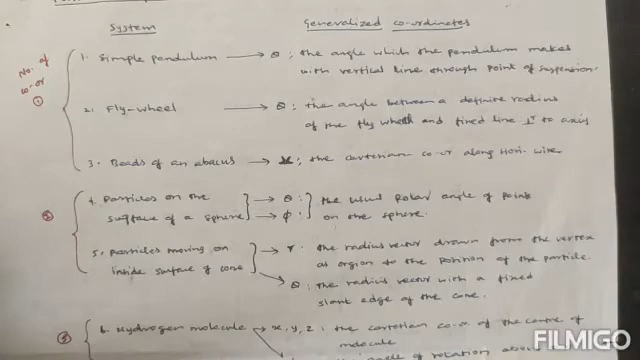 System Generalized co-ordinates
No. of
co-or
① 1. Simple pendulum → θ ; the angle which the pendulum makes
with vertical line through point of suspension.
2. Fly-wheel → θ ; the angle between a definite radius
of the fly wheel and fixed line ⊥r to axis
3. Beads of an abacus → x ; the cartesian co-or along Hori. wire
② 4. Particles on the → θ : the usual Polar angle of point
surface of a sphere → φ : on the sphere.
5. Particles moving on → r . the radius vector drawn from the vertex
inside surface of cone as orgion to the position of the particle.
θ : the radius vector with a fixed
slant edge of the cone.
③ 6. Hydrogen molecule → x, y, z : the cartesian co-or of the centre of
molecule
angle of rotation about
FILMIGO